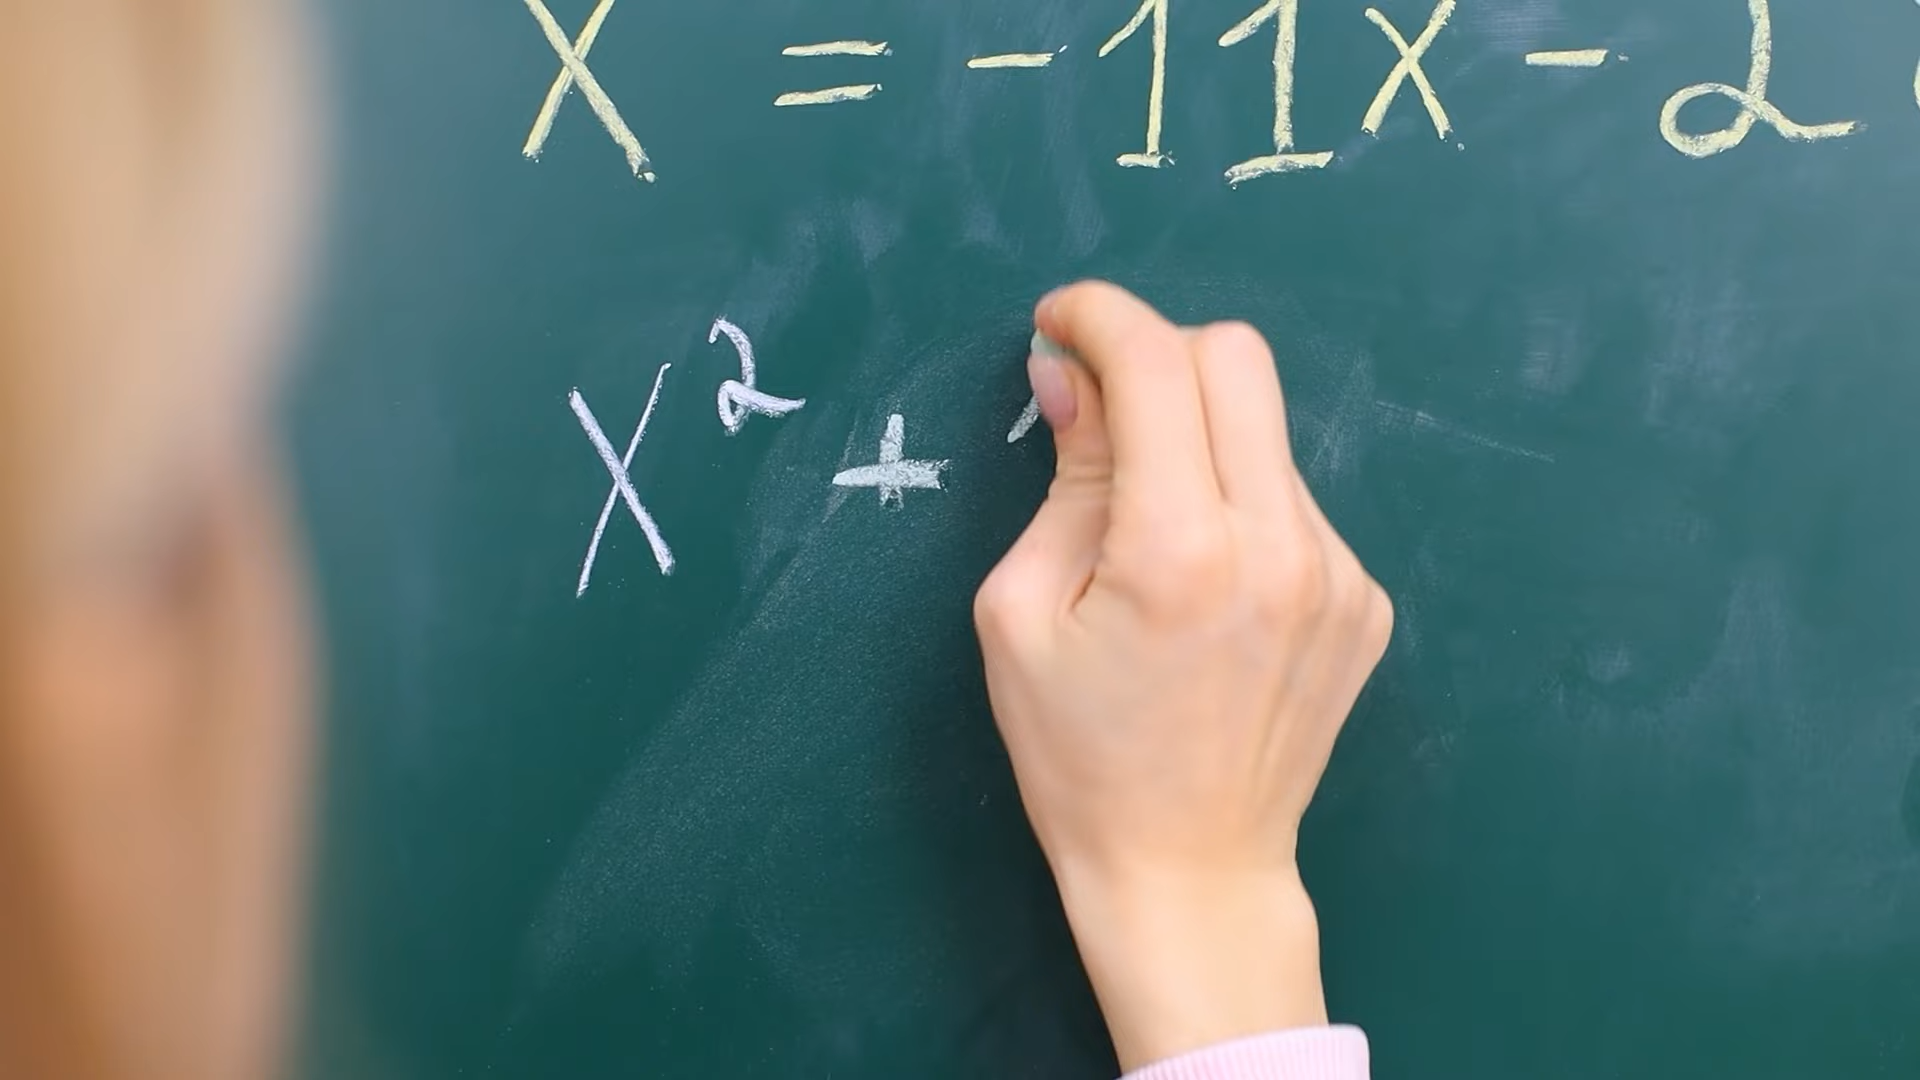 X = -11x - 2
X² +